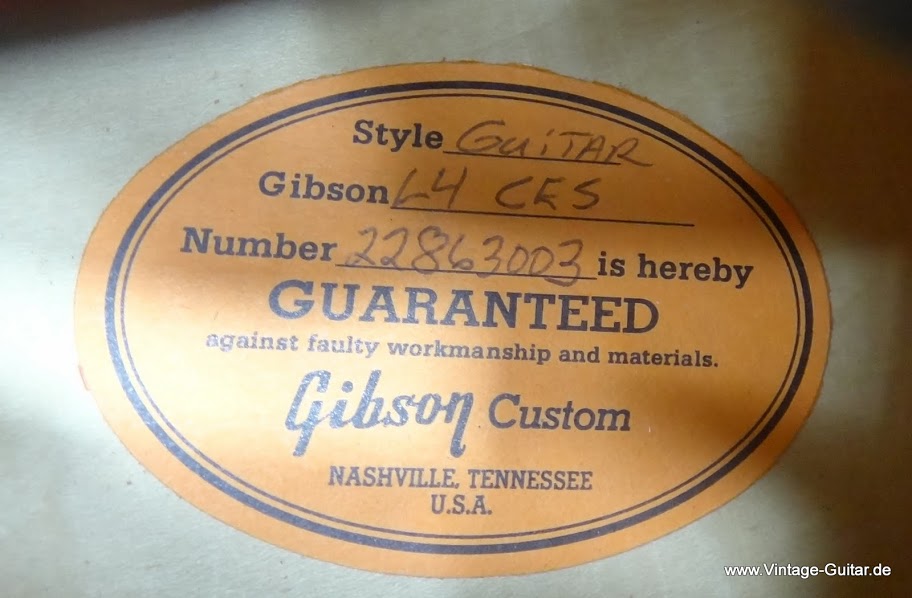 Style GUITAR
Gibson L4 CES
Number 22863003 is hereby
GUARANTEED
against faulty workmanship and materials.
Gibson Custom
NASHVILLE, TENNESSEE
U.S.A.
www.Vintage-Guitar.de